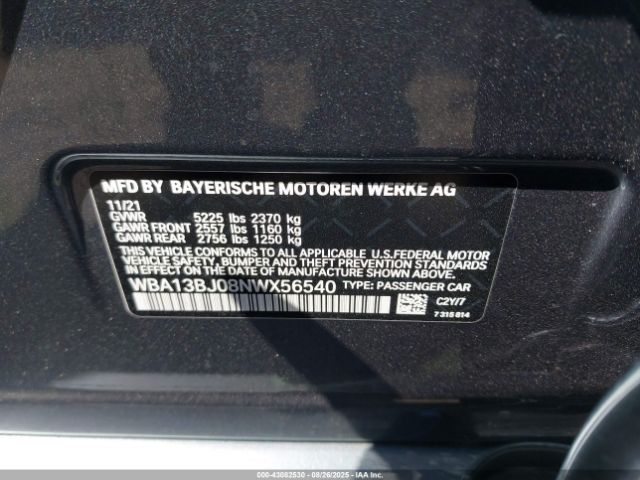 MFD BY BAYERISCHE MOTOREN WERKE AG
11/21
GVWR 5225 lbs 2370 kg
GAWR FRONT 2557 lbs 1160 kg
GAWR REAR 2756 lbs 1250 kg
THIS VEHICLE CONFORMS TO ALL APPLICABLE U.S.FEDERAL MOTOR
VEHICLE SAFETY, BUMPER AND THEFT PREVENTION STANDARDS
IN EFFECT ON THE DATE OF MANUFACTURE SHOWN ABOVE.
WBA13BJ08NWX56540 TYPE: PASSENGER CAR
C2Y/7
7 315 814
000-43082530 08/26/2025 IAAI.COM